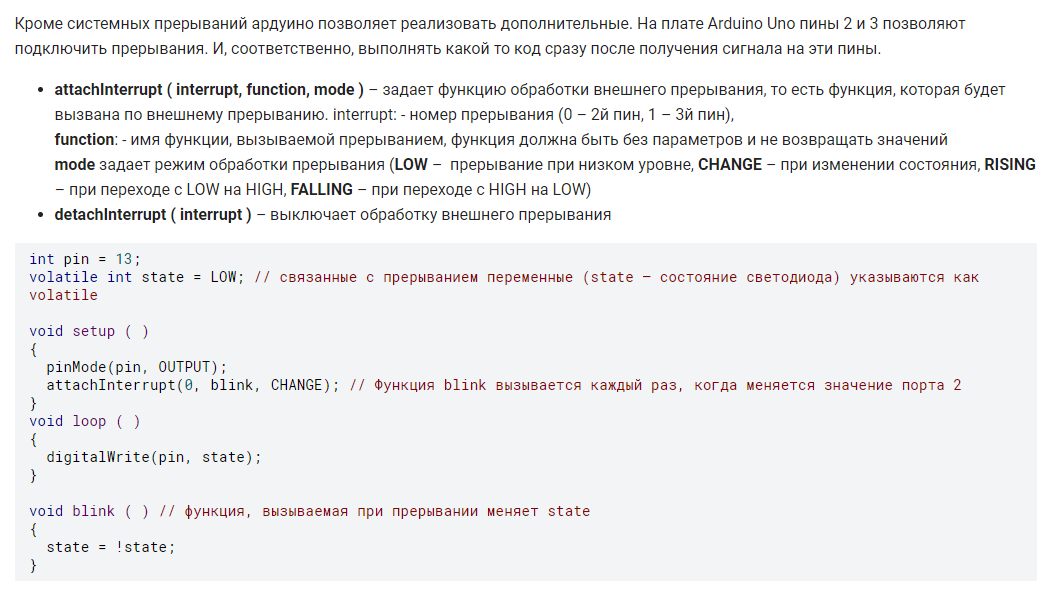 Кроме системных прерываний ардуино позволяет реализовать дополнительные. На плате Arduino Uno пины 2 и 3 позволяют
подключить прерывания. И, соответственно, выполнять какой то код сразу после получения сигнала на эти пины.
• attachInterrupt ( interrupt, function, mode ) – задает функцию обработки внешнего прерывания, то есть функция, которая будет
вызвана по внешнему прерыванию. interrupt: - номер прерывания (0 – 2й пин, 1 – 3й пин),
function: - имя функции, вызываемой прерыванием, функция должна быть без параметров и не возвращать значений
mode задает режим обработки прерывания (LOW – прерывание при низком уровне, CHANGE – при изменении состояния, RISING
– при переходе с LOW на HIGH, FALLING – при переходе с HIGH на LOW)
• detachInterrupt ( interrupt ) – выключает обработку внешнего прерывания
int pin = 13;
volatile int state = LOW; // связанные с прерыванием переменные (state – состояние светодиода) указываются как
volatile
void setup ( )
{
  pinMode(pin, OUTPUT);
  attachInterrupt(0, blink, CHANGE); // Функция blink вызывается каждый раз, когда меняется значение порта 2
}
void loop ( )
{
  digitalWrite(pin, state);
}
void blink ( ) // функция, вызываемая при прерывании меняет state
{
  state = !state;
}